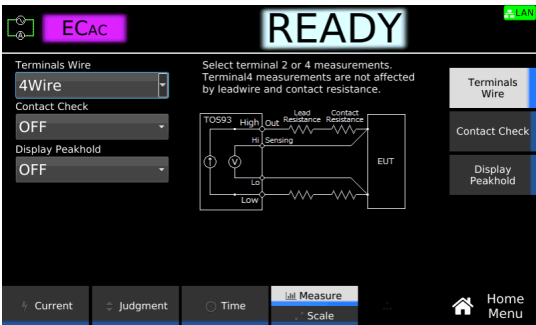 ECAC
READY
LAN
Terminals Wire
4Wire
Contact Check
OFF
Display Peakhold
OFF
Select terminal 2 or 4 measurements.
Terminal4 measurements are not affected
by leadwire and contact resistance.
TOS93
High
Out
Lead
Resistance
Contact
Resistance
Hi
Sensing
V
EUT
Lo
Low
Terminals
Wire
Contact Check
Display
Peakhold
Current
Judgment
Time
Measure
Scale
Home
Menu